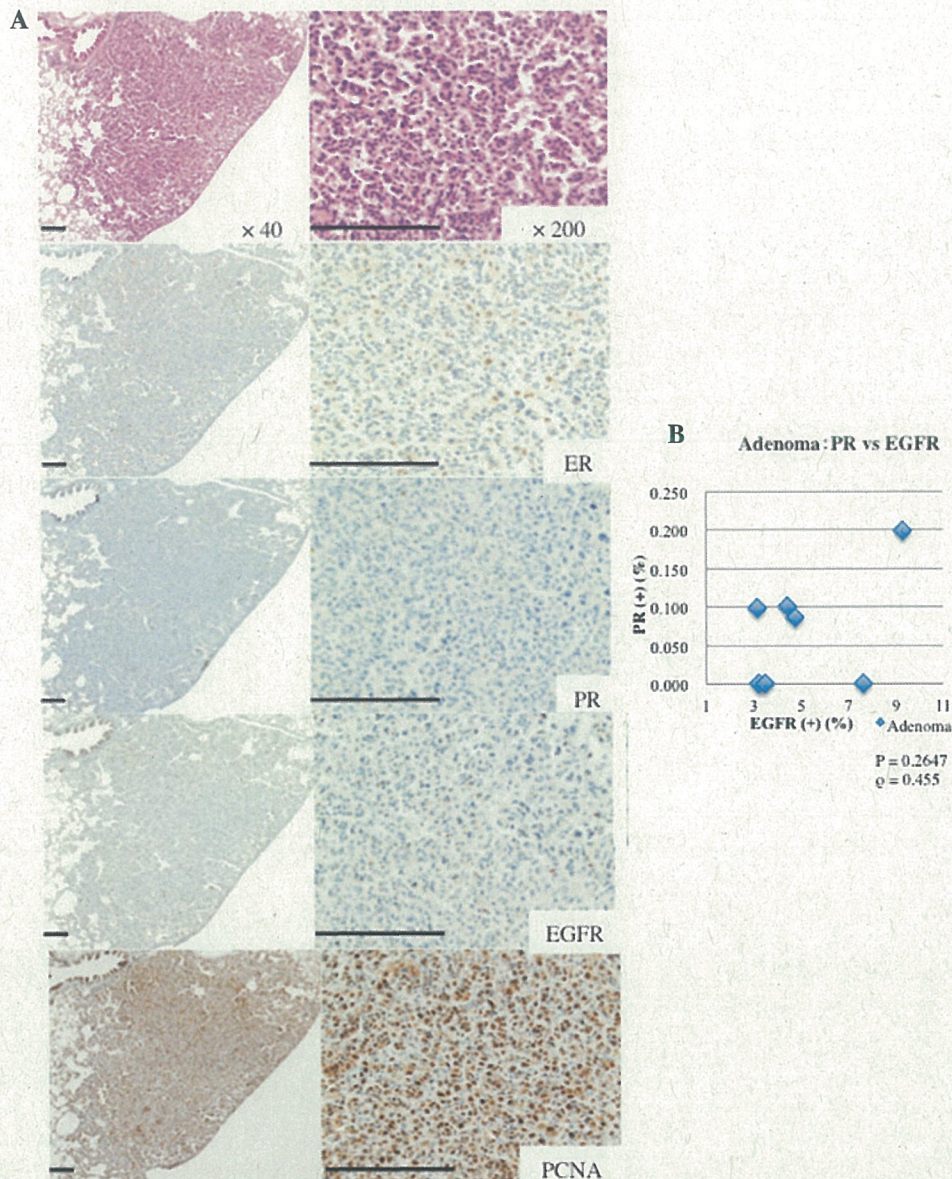 A
× 40
× 200
ER
PR
EGFR
PCNA
B
Adenoma : PR vs EGFR
0.250
0.200
0.150
0.100
0.050
0.000
PR (+) (%)
1 3 5 7 9 11
EGFR (+) (%)
Adenoma
P = 0.2647
ϱ = 0.455